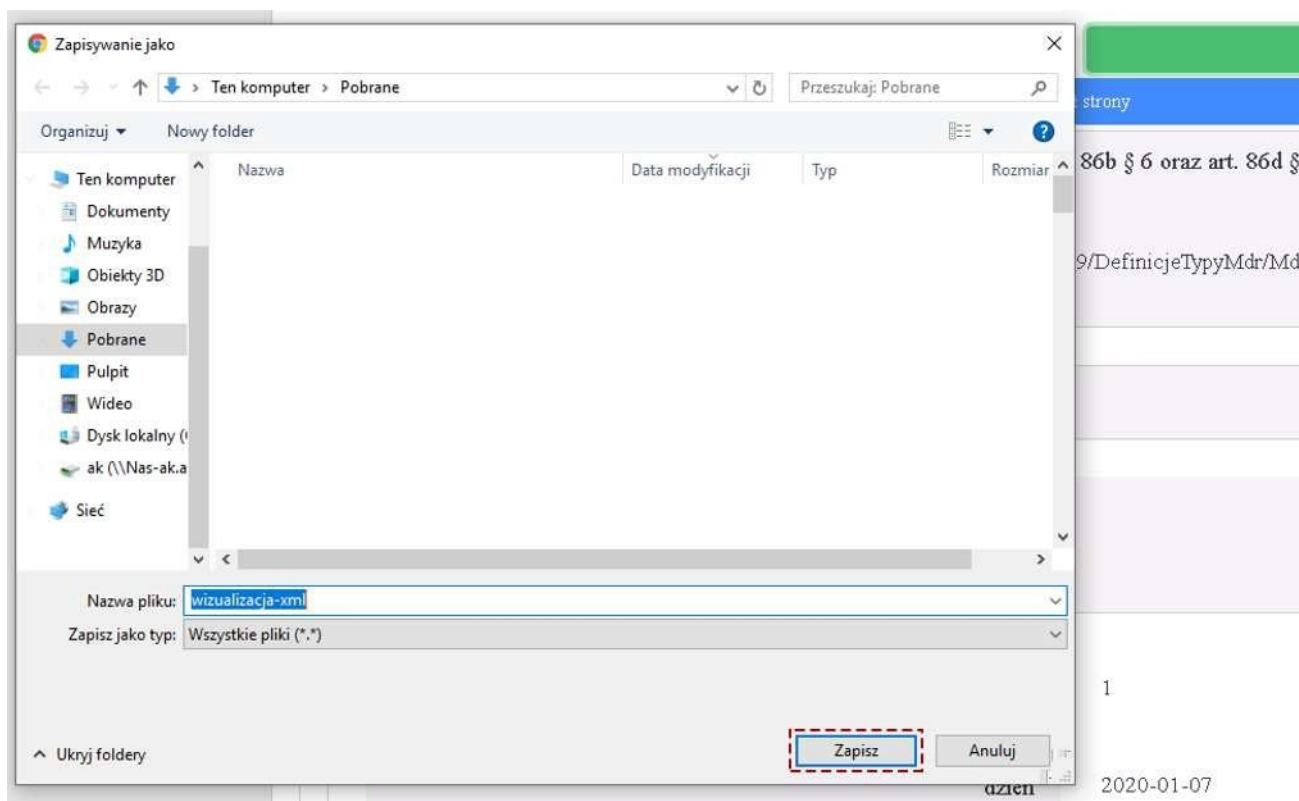 Zapisywanie jako
Ten komputer › Pobrane
Przeszukaj: Pobrane
strony
Organizuj
Nowy folder
Nazwa
Data modyfikacji
Typ
Rozmiar
86b § 6 oraz art. 86d §
Ten komputer
Dokumenty
Muzyka
9/DefinicjeTypyMdr/Md
Obiekty 3D
Obrazy
Pobrane
Pulpit
Wideo
Dysk lokalny (
ak (\\Nas-ak.a
Sieć
Nazwa pliku: wizualizacja-xml
Zapisz jako typ: Wszystkie pliki (*.*)
1
Ukryj foldery
Zapisz
Anuluj
dzień 2020-01-07